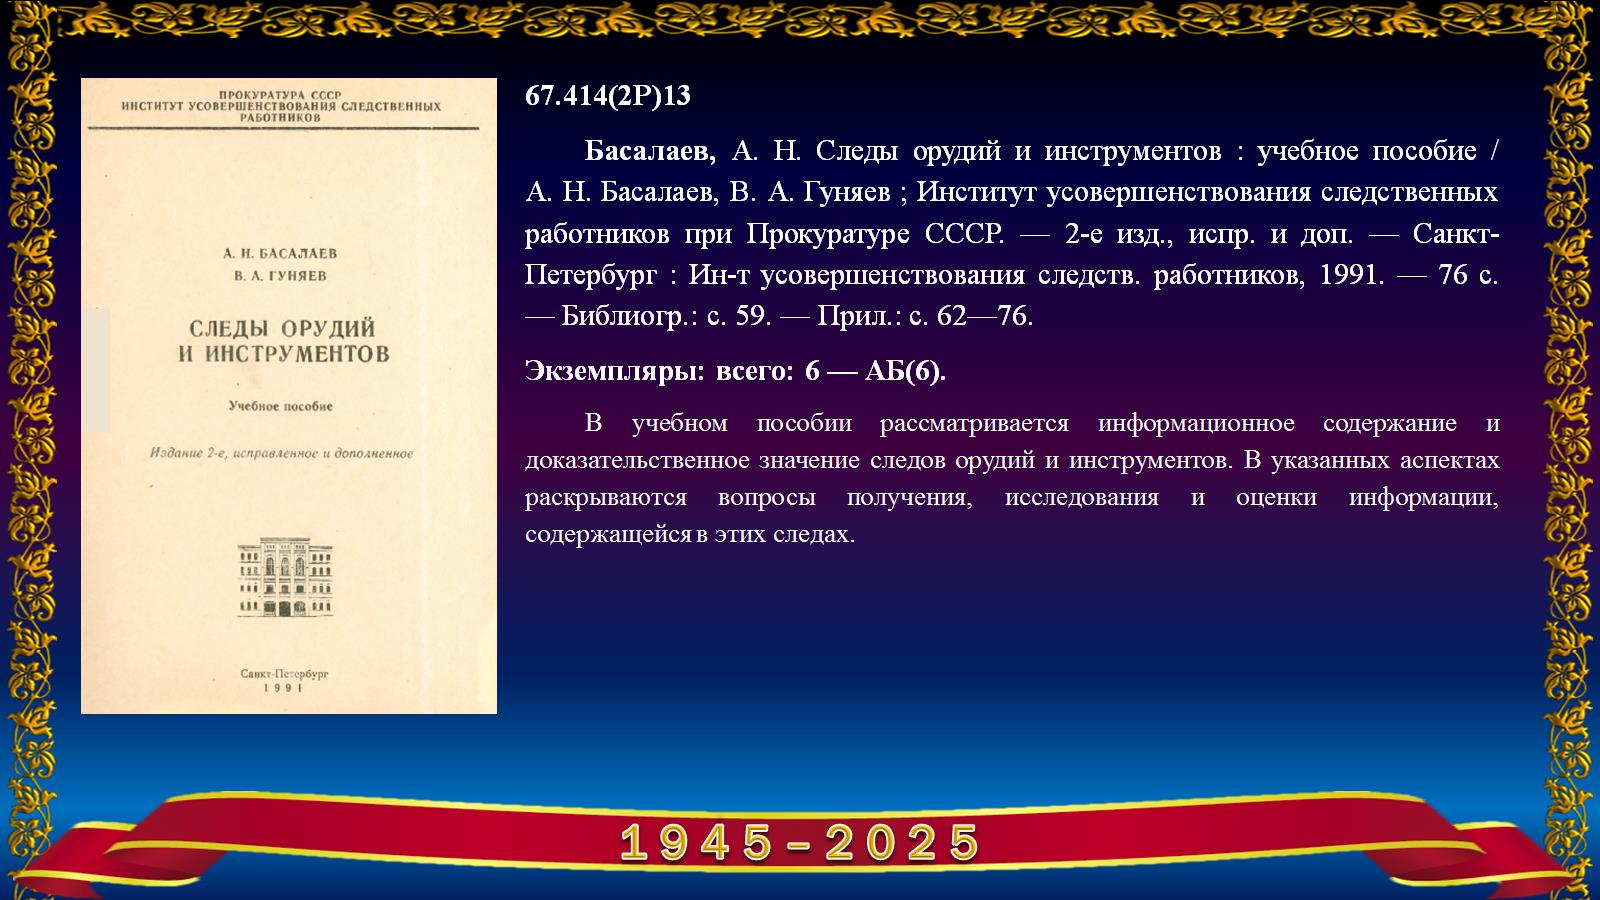 ПРОКУРАТУРА СССР
ИНСТИТУТ УСОВЕРШЕНСТВОВАНИЯ СЛЕДСТВЕННЫХ
РАБОТНИКОВ
А. Н. БАСАЛАЕВ
В. А. ГУНЯЕВ
СЛЕДЫ ОРУДИЙ
И ИНСТРУМЕНТОВ
Учебное пособие
Издание 2-е, исправленное и дополненное
Санкт-Петербург
1991
67.414(2Р)13
Басалаев, А. Н. Следы орудий и инструментов : учебное пособие /
А. Н. Басалаев, В. А. Гуняев ; Институт усовершенствования следственных
работников при Прокуратуре СССР. — 2-е изд., испр. и доп. — Санкт-
Петербург : Ин-т усовершенствования следств. работников, 1991. — 76 с.
— Библиогр.: с. 59. — Прил.: с. 62—76.
Экземпляры: всего: 6 — АБ(6).
В учебном пособии рассматривается информационное содержание и
доказательственное значение следов орудий и инструментов. В указанных аспектах
раскрываются вопросы получения, исследования и оценки информации,
содержащейся в этих следах.
1945–2025